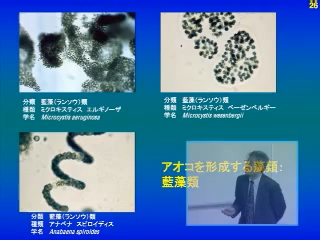 25
分類 藍藻(ランソウ)類
種類 ミクロキスティス エルギノーザ
学名 Microcystis aeruginosa
分類 藍藻(ランソウ)類
種類 ミクロキスティス ベーゼンベルギー
学名 Microcystis wesenbergii
アオコを形成する藻類:
藍藻類
分類 藍藻(ランソウ)類
種類 アナベナ スピロイディス
学名 Anabaena spiroides